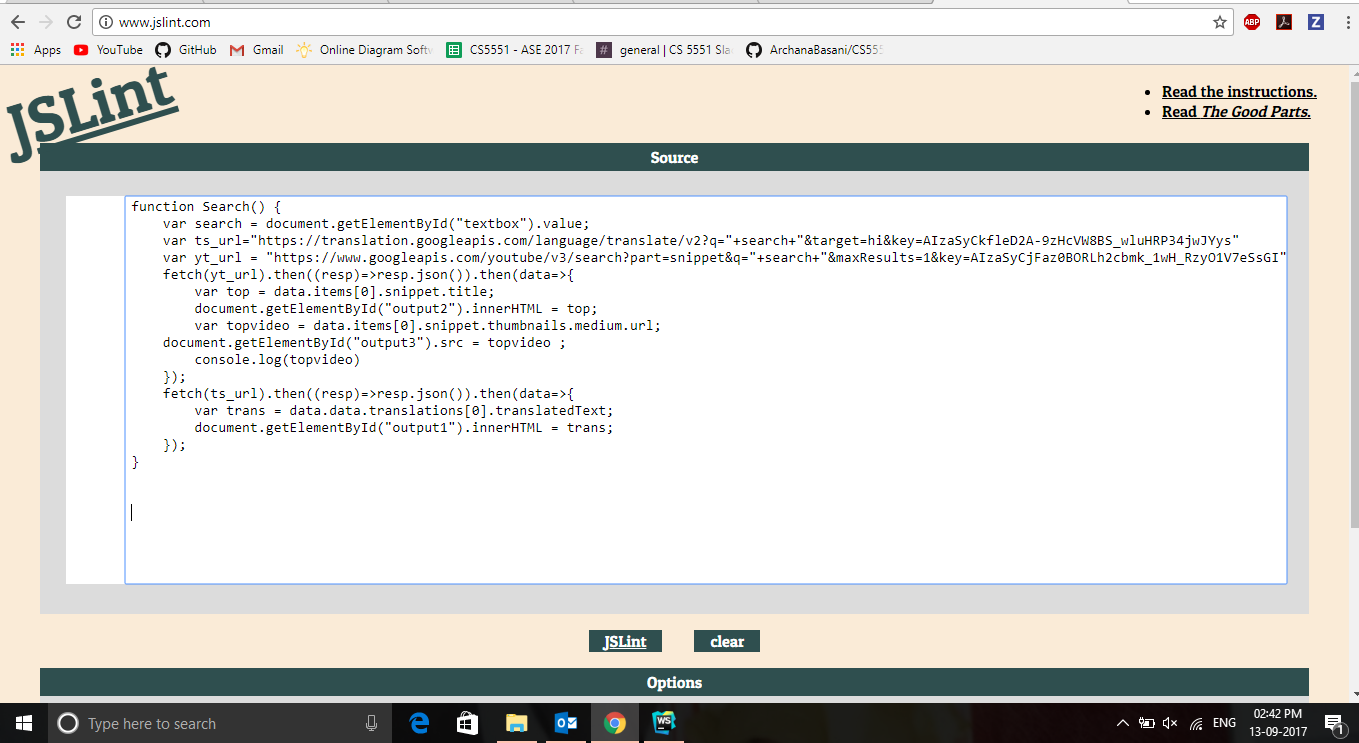 www.jslint.com
ABP
Z
Apps YouTube GitHub Gmail Online Diagram Softw CS5551 - ASE 2017 Fa # general | CS 5551 Sla ArchanaBasani/CS555
JSLint
Read the instructions.
Read The Good Parts.
Source
function Search() {
    var search = document.getElementById("textbox").value;
    var ts_url="https://translation.googleapis.com/language/translate/v2?q="+search+"&target=hi&key=AIzaSyCkfleD2A-9zHcVW8BS_wluHRP34jwJYys"
    var yt_url = "https://www.googleapis.com/youtube/v3/search?part=snippet&q="+search+"&maxResults=1&key=AIzaSyCjFaz0BORLh2cbmk_1wH_RzyO1V7eSsGI"
    fetch(yt_url).then((resp)=>resp.json()).then(data=>{
        var top = data.items[0].snippet.title;
        document.getElementById("output2").innerHTML = top;
        var topvideo = data.items[0].snippet.thumbnails.medium.url;
    document.getElementById("output3").src = topvideo ;
        console.log(topvideo)
    });
    fetch(ts_url).then((resp)=>resp.json()).then(data=>{
        var trans = data.data.translations[0].translatedText;
        document.getElementById("output1").innerHTML = trans;
    });
}
JSLint clear
Options
Type here to search
WS
ENG
02:42 PM
13-09-2017
1